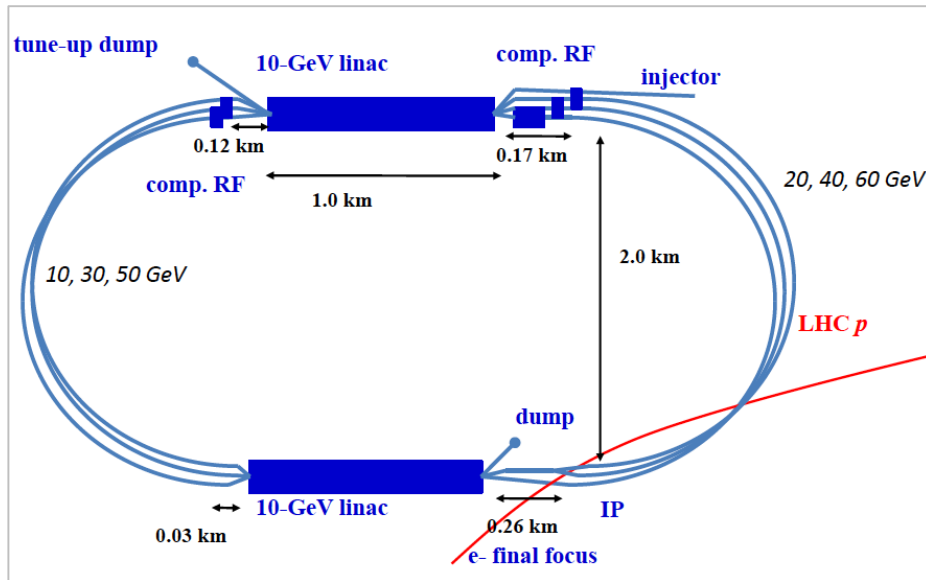 tune-up dump
10-GeV linac
comp. RF
injector
0.12 km
0.17 km
comp. RF
1.0 km
20, 40, 60 GeV
10, 30, 50 GeV
2.0 km
LHC p
dump
0.03 km
10-GeV linac
0.26 km
IP
e- final focus